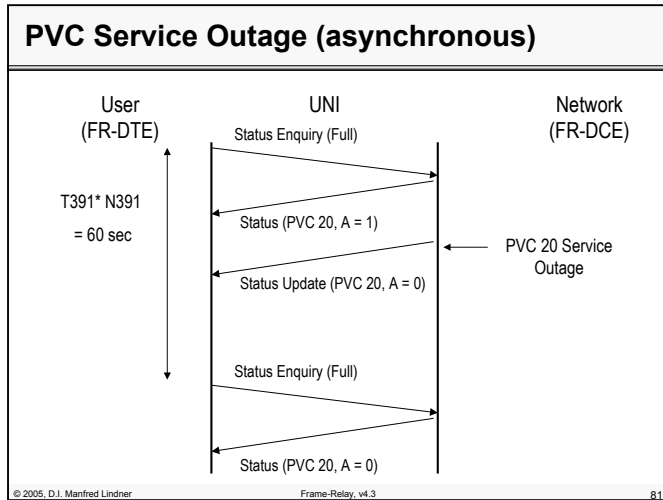 PVC Service Outage (asynchronous)
User
(FR-DTE)
UNI
Network
(FR-DCE)
Status Enquiry (Full)
T391* N391
= 60 sec
Status (PVC 20, A = 1)
PVC 20 Service
Outage
Status Update (PVC 20, A = 0)
Status Enquiry (Full)
Status (PVC 20, A = 0)
© 2005, D.I. Manfred Lindner
Frame-Relay, v4.3
81